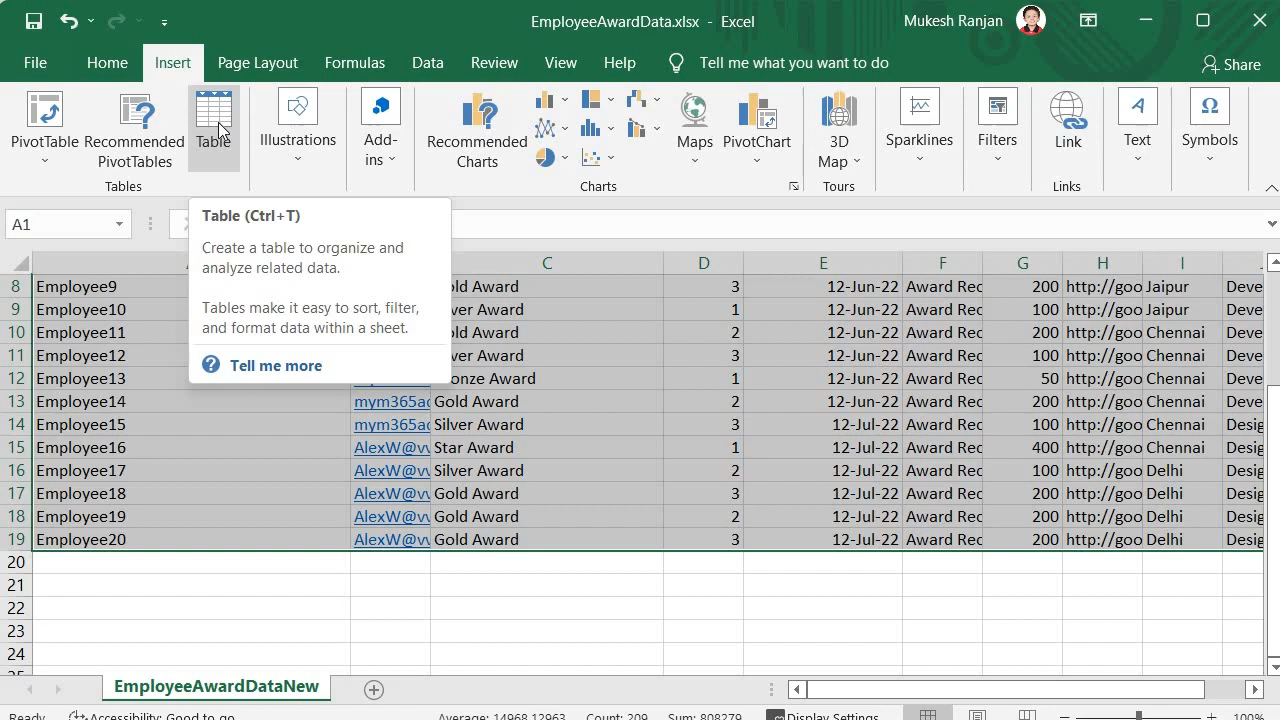 EmployeeAwardData.xlsx - Excel
Mukesh Ranjan
File Home Insert Page Layout Formulas Data Review View Help Tell me what you want to do Share
PivotTable
Recommended PivotTables
Table
Tables
Illustrations
Add-ins
Recommended Charts
Maps
PivotChart
Charts
3D Map
Tours
Sparklines
Filters
Link
Links
Text
Symbols
A1
Table (Ctrl+T)
Create a table to organize and
analyze related data.
Tables make it easy to sort, filter,
and format data within a sheet.
Tell me more
C D E F G H I
8 Employee9 old Award 3 12-Jun-22 Award Rec 200 http://goo Jaipur Deve
9 Employee10 ver Award 1 12-Jun-22 Award Rec 100 http://goo Jaipur Deve
10 Employee11 old Award 2 12-Jun-22 Award Rec 200 http://goo Chennai Deve
11 Employee12 ver Award 3 12-Jun-22 Award Rec 100 http://goo Chennai Deve
12 Employee13 onze Award 1 12-Jun-22 Award Rec 50 http://goo Chennai Deve
13 Employee14 mym365ac Gold Award 2 12-Jun-22 Award Rec 200 http://goo Chennai Deve
14 Employee15 mym365ac Silver Award 3 12-Jul-22 Award Rec 100 http://goo Chennai Desig
15 Employee16 AlexW@vv Star Award 1 12-Jul-22 Award Rec 400 http://goo Chennai Desig
16 Employee17 AlexW@vv Silver Award 2 12-Jul-22 Award Rec 100 http://goo Delhi Desig
17 Employee18 AlexW@vv Gold Award 3 12-Jul-22 Award Rec 200 http://goo Delhi Desig
18 Employee19 AlexW@vv Gold Award 2 12-Jul-22 Award Rec 200 http://goo Delhi Desig
19 Employee20 AlexW@vv Gold Award 3 12-Jul-22 Award Rec 200 http://goo Delhi Desig
20
21
22
23
24
EmployeeAwardDataNew
Ready Accessibility: Good to go Average: 14968.12963 Count: 209 Sum: 808279 Display Settings 100%